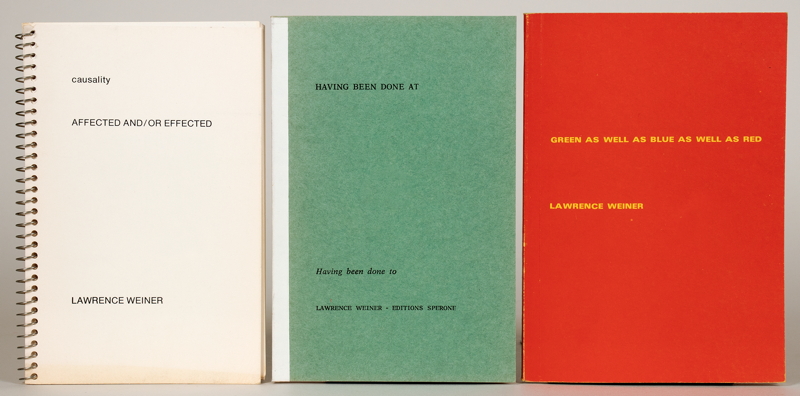 causality
AFFECTED AND/OR EFFECTED
LAWRENCE WEINER
HAVING BEEN DONE AT
Having been done to
LAWRENCE WEINER - EDITIONS SPERONE
GREEN AS WELL AS BLUE AS WELL AS RED
LAWRENCE WEINER